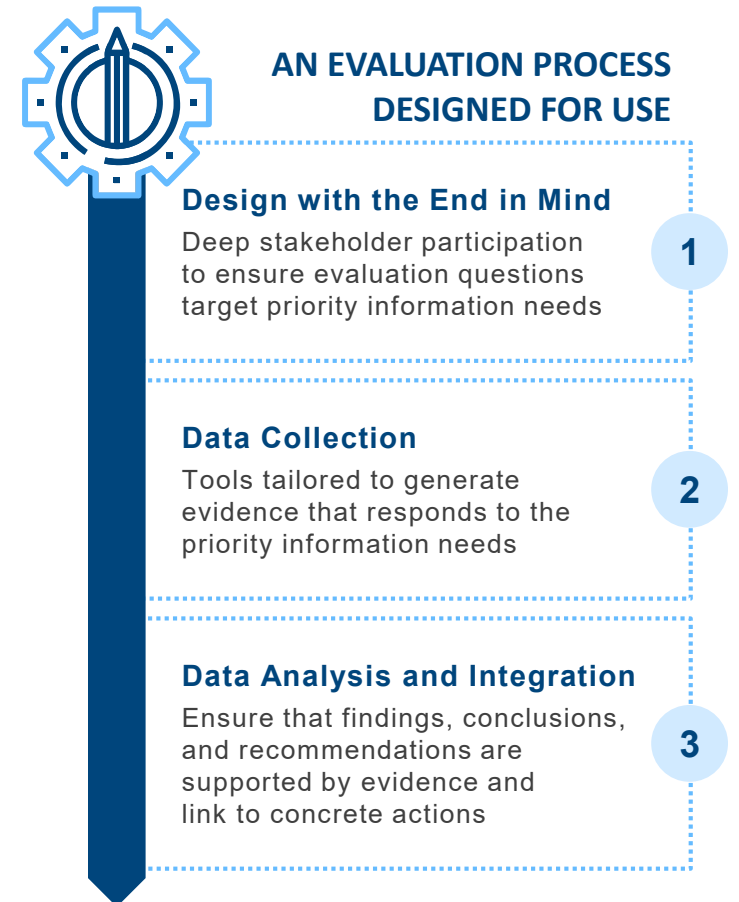 AN EVALUATION PROCESS
DESIGNED FOR USE
Design with the End in Mind
Deep stakeholder participation
to ensure evaluation questions
target priority information needs
1
Data Collection
Tools tailored to generate
evidence that responds to the
priority information needs
2
Data Analysis and Integration
Ensure that findings, conclusions,
and recommendations are
supported by evidence and
link to concrete actions
3